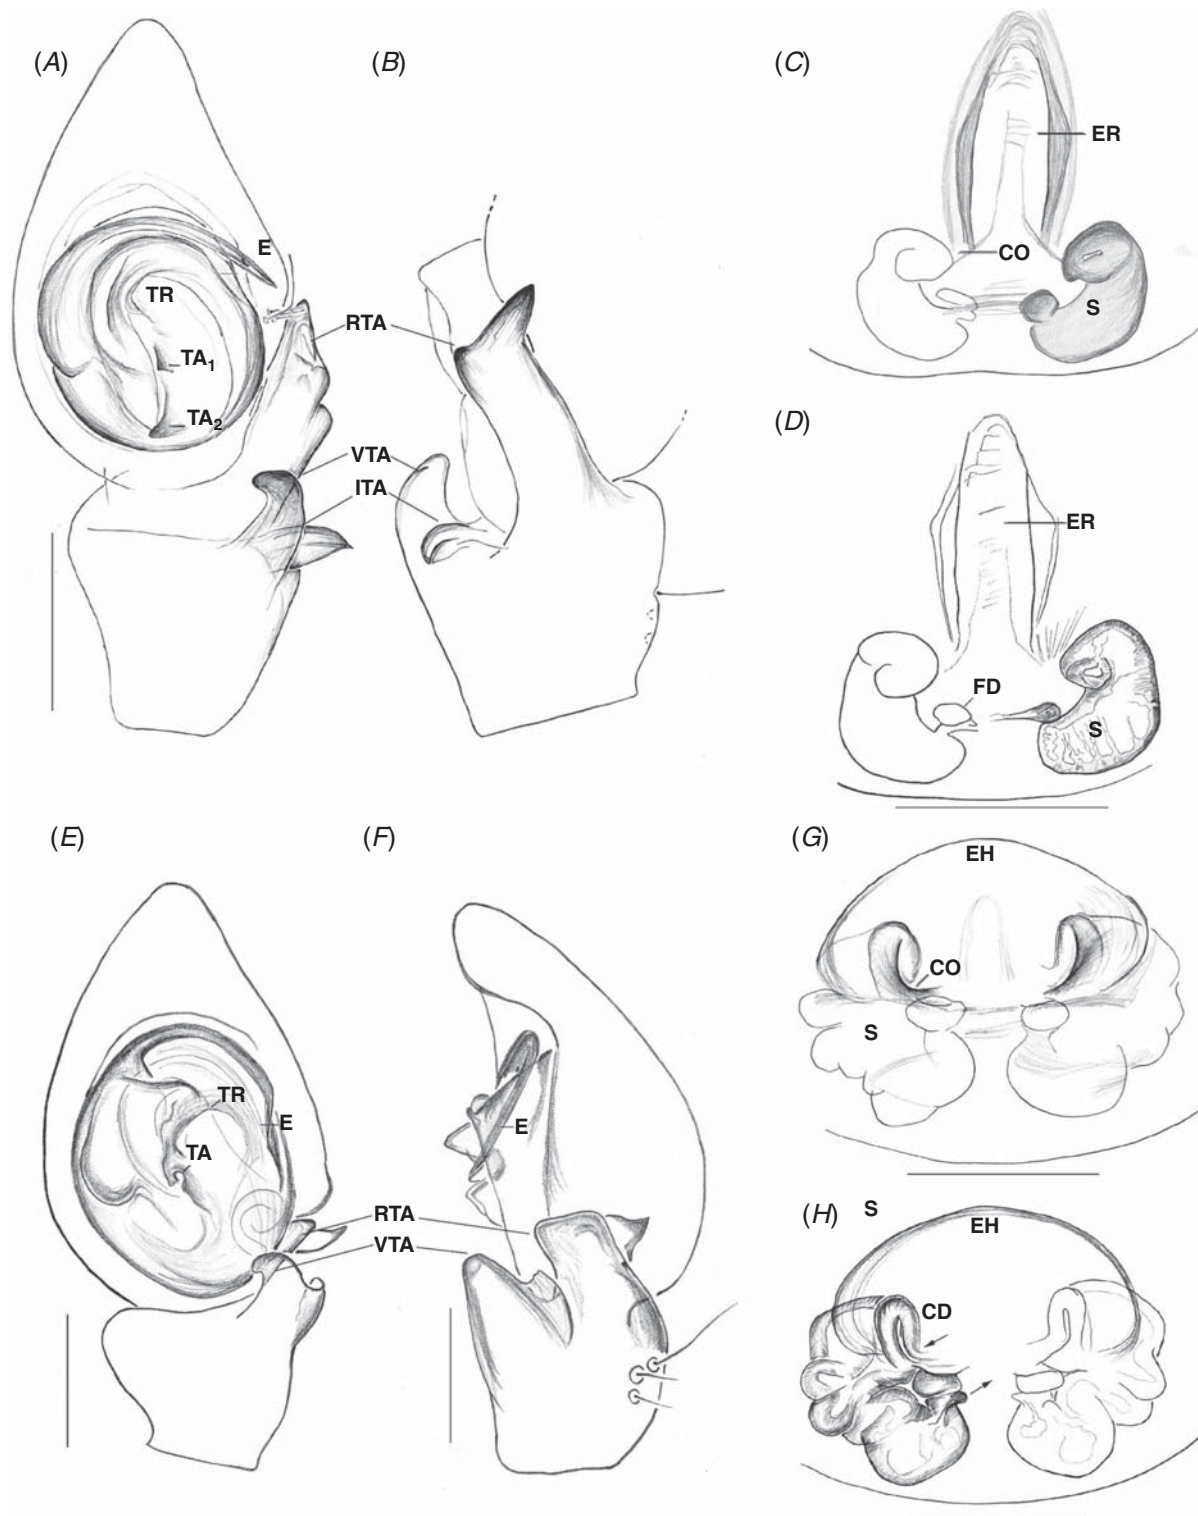 (A)
(B)
(C)
E
TR
RTA
TA1
TA2
VTA
ITA
ER
CO
S
(D)
ER
FD
S
(E)
(F)
(G)
EH
CO
S
TR
E
TA
E
RTA
VTA
(H)
S
EH
CD